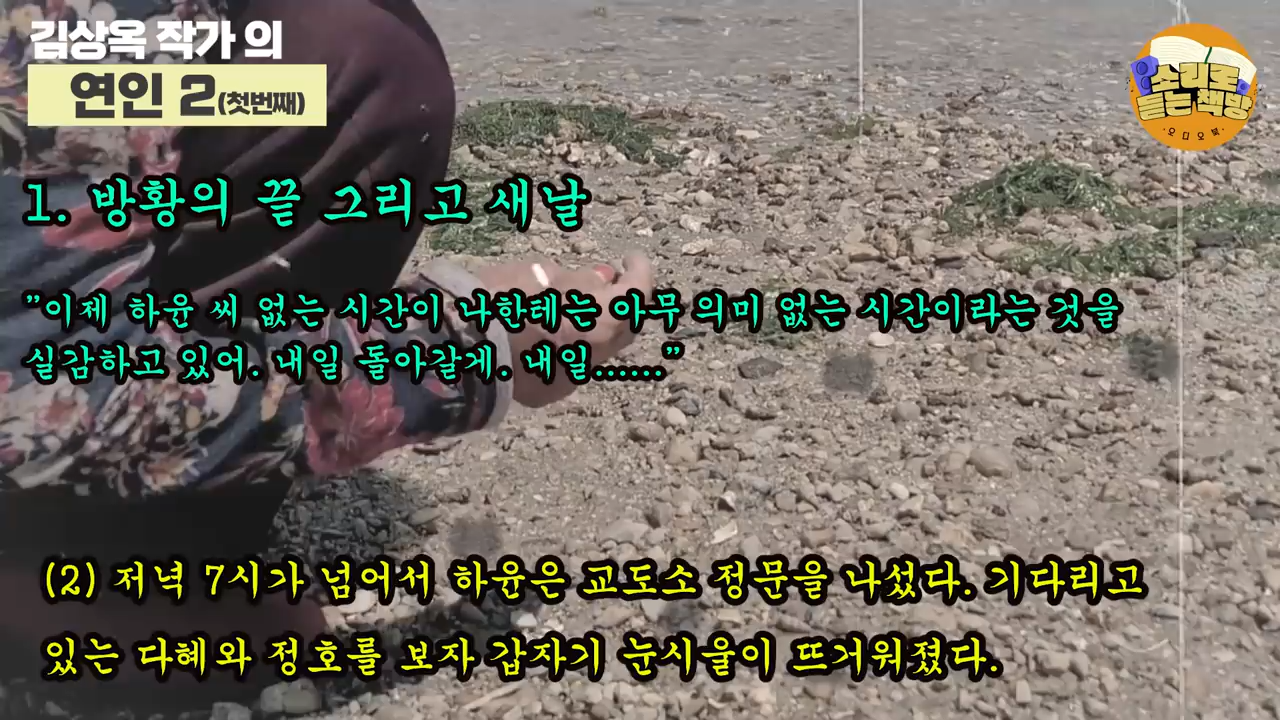 김상옥 작가 의
연인 2(첫번째)
소리로
듣는 책방
·오디오북·
1. 방황의 끝 그리고 새날
"이제 하윤 씨 없는 시간이 나한테는 아무 의미 없는 시간이라는 것을
실감하고 있어. 내일 돌아갈게. 내일......"
(2) 저녁 7시가 넘어서 하윤은 교도소 정문을 나섰다. 기다리고
있는 다혜와 정호를 보자 갑자기 눈시울이 뜨거워졌다.